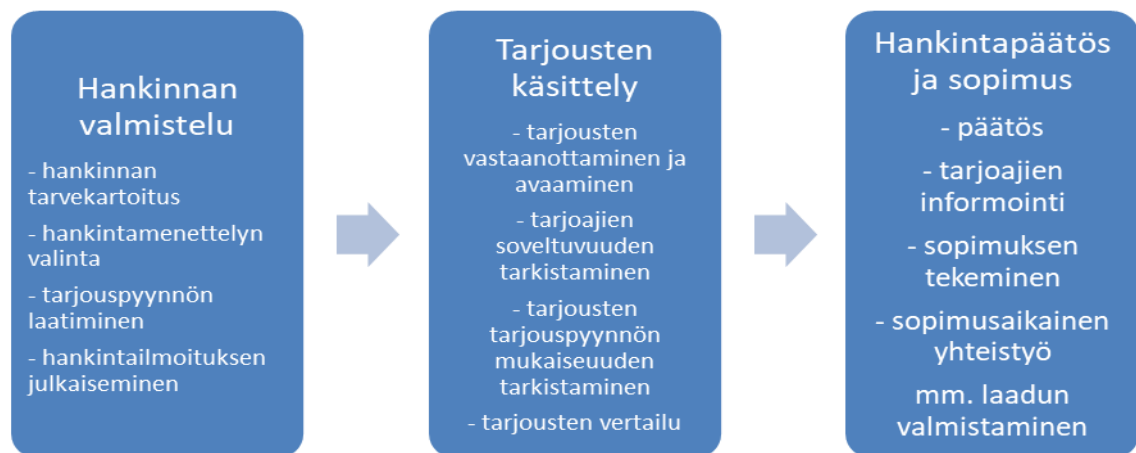 Hankinnan
valmistelu
- hankinnan
tarvekartoitus
- hankintamenettelyn
valinta
- tarjouspyynnön
laatiminen
- hankintailmoituksen
julkaiseminen
Tarjousten
käsittely
- tarjousten
vastaanottaminen ja
avaaminen
- tarjoajien
soveltuvuuden
tarkistaminen
- tarjousten
tarjouspyynnön
mukaiseuuden
tarkistaminen
- tarjousten vertailu
Hankintapäätös
ja sopimus
- päätös
- tarjoajien
informointi
- sopimuksen
tekeminen
- sopimusaikainen
yhteistyö
mm. laadun
valmistaminen